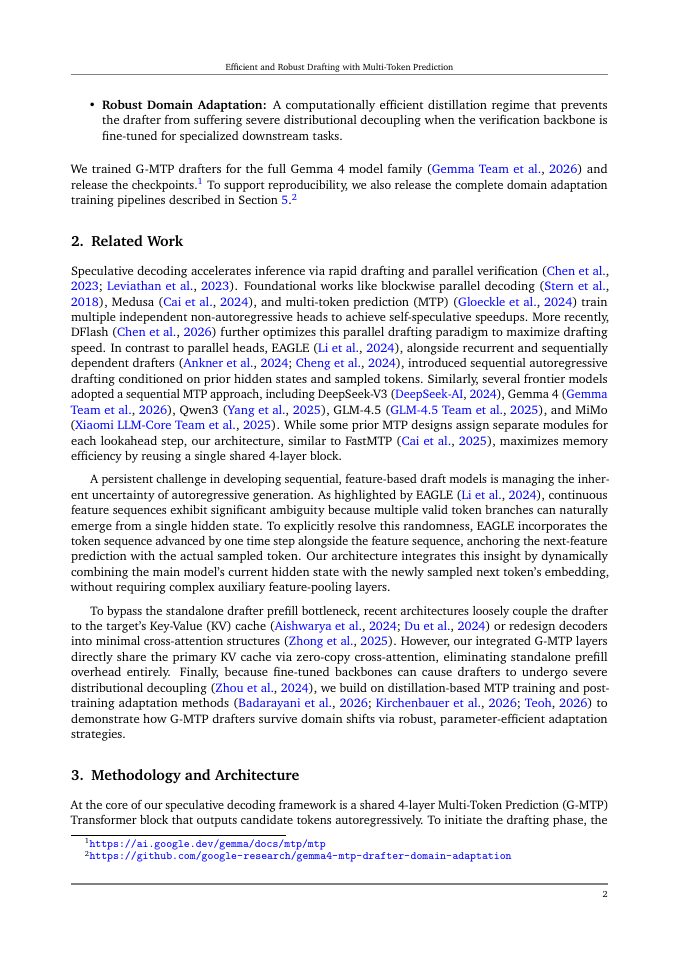 Efficient and Robust Drafting with Multi-Token Prediction
• Robust Domain Adaptation: A computationally efficient distillation regime that prevents
the drafter from suffering severe distributional decoupling when the verification backbone is
fine-tuned for specialized downstream tasks.
We trained G-MTP drafters for the full Gemma 4 model family (Gemma Team et al., 2026) and
release the checkpoints.1 To support reproducibility, we also release the complete domain adaptation
training pipelines described in Section 5.2
2. Related Work
Speculative decoding accelerates inference via rapid drafting and parallel verification (Chen et al.,
2023; Leviathan et al., 2023). Foundational works like blockwise parallel decoding (Stern et al.,
2018), Medusa (Cai et al., 2024), and multi-token prediction (MTP) (Gloeckle et al., 2024) train
multiple independent non-autoregressive heads to achieve self-speculative speedups. More recently,
DFlash (Chen et al., 2026) further optimizes this parallel drafting paradigm to maximize drafting
speed. In contrast to parallel heads, EAGLE (Li et al., 2024), alongside recurrent and sequentially
dependent drafters (Ankner et al., 2024; Cheng et al., 2024), introduced sequential autoregressive
drafting conditioned on prior hidden states and sampled tokens. Similarly, several frontier models
adopted a sequential MTP approach, including DeepSeek-V3 (DeepSeek-AI, 2024), Gemma 4 (Gemma
Team et al., 2026), Qwen3 (Yang et al., 2025), GLM-4.5 (GLM-4.5 Team et al., 2025), and MiMo
(Xiaomi LLM-Core Team et al., 2025). While some prior MTP designs assign separate modules for
each lookahead step, our architecture, similar to FastMTP (Cai et al., 2025), maximizes memory
efficiency by reusing a single shared 4-layer block.
A persistent challenge in developing sequential, feature-based draft models is managing the inher-
ent uncertainty of autoregressive generation. As highlighted by EAGLE (Li et al., 2024), continuous
feature sequences exhibit significant ambiguity because multiple valid token branches can naturally
emerge from a single hidden state. To explicitly resolve this randomness, EAGLE incorporates the
token sequence advanced by one time step alongside the feature sequence, anchoring the next-feature
prediction with the actual sampled token. Our architecture integrates this insight by dynamically
combining the main model's current hidden state with the newly sampled next token's embedding,
without requiring complex auxiliary feature-pooling layers.
To bypass the standalone drafter prefill bottleneck, recent architectures loosely couple the drafter
to the target's Key-Value (KV) cache (Aishwarya et al., 2024; Du et al., 2024) or redesign decoders
into minimal cross-attention structures (Zhong et al., 2025). However, our integrated G-MTP layers
directly share the primary KV cache via zero-copy cross-attention, eliminating standalone prefill
overhead entirely. Finally, because fine-tuned backbones can cause drafters to undergo severe
distributional decoupling (Zhou et al., 2024), we build on distillation-based MTP training and post-
training adaptation methods (Badarayani et al., 2026; Kirchenbauer et al., 2026; Teoh, 2026) to
demonstrate how G-MTP drafters survive domain shifts via robust, parameter-efficient adaptation
strategies.
3. Methodology and Architecture
At the core of our speculative decoding framework is a shared 4-layer Multi-Token Prediction (G-MTP)
Transformer block that outputs candidate tokens autoregressively. To initiate the drafting phase, the
1https://ai.google.dev/gemma/docs/mtp/mtp
2https://github.com/google-research/gemma4-mtp-drafter-domain-adaptation
2